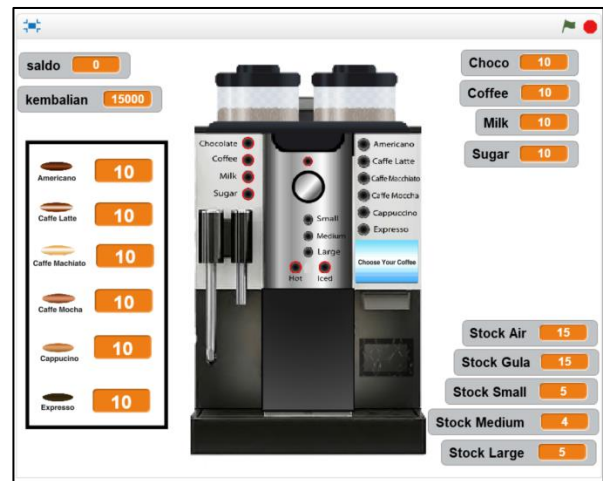 saldo 0
kembalian 15000
Choco 10
Coffee 10
Milk 10
Sugar 10
Americano 10
Caffe Latte 10
Caffe Machiato 10
Caffe Mocha 10
Cappucino 10
Expresso 10
Chocolate
Coffee
Milk
Sugar
Small
Medium
Large
Hot Iced
Americano
Caffe Latte
Caffe Macchiato
Caffe Moccha
Cappuccino
Expresso
Choose Your Coffee
Stock Air 15
Stock Gula 15
Stock Small 5
Stock Medium 4
Stock Large 5